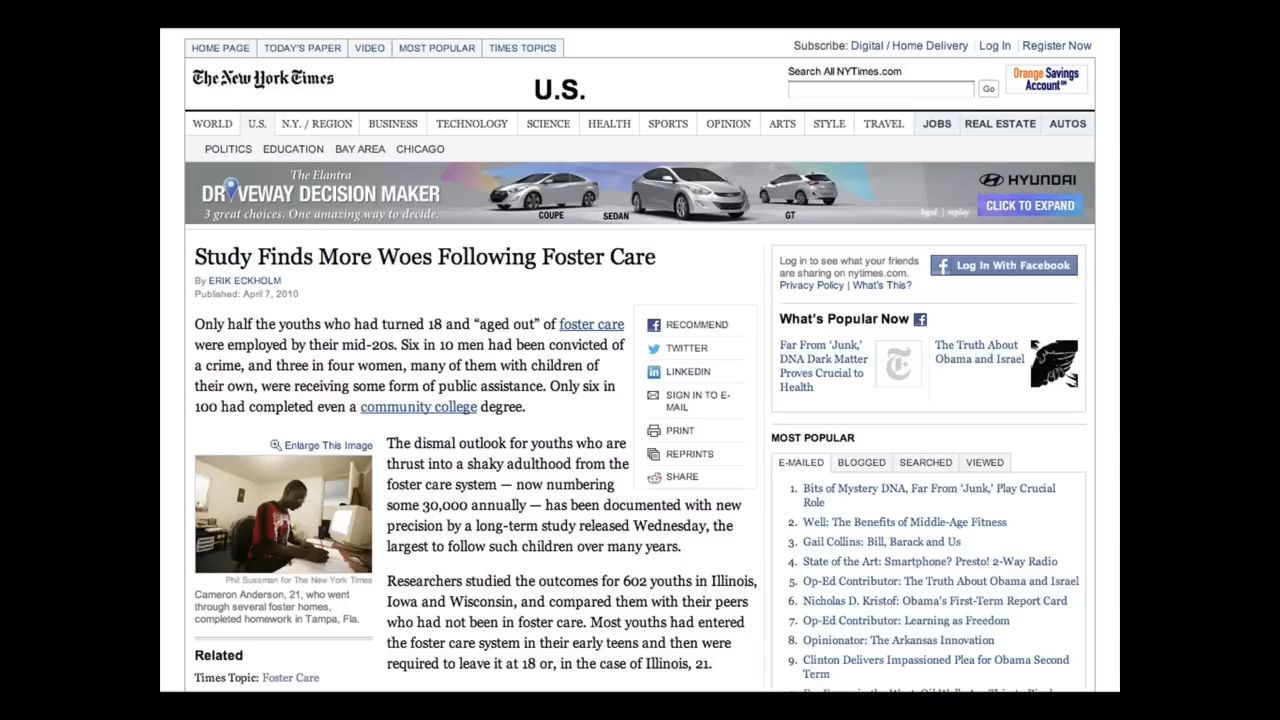 HOME PAGE
TODAY'S PAPER
VIDEO
MOST POPULAR
TIMES TOPICS
Subscribe: Digital / Home Delivery
Log In
Register Now
The New York Times
U.S.
Search All NYTimes.com
Go
Orange Savings
Account
WORLD
U.S.
N.Y. / REGION
BUSINESS
TECHNOLOGY
SCIENCE
HEALTH
SPORTS
OPINION
ARTS
STYLE
TRAVEL
JOBS
REAL ESTATE
AUTOS
POLITICS
EDUCATION
BAY AREA
CHICAGO
The Elantra
DRIVEWAY DECISION MAKER
3 great choices. One amazing way to decide.
COUPE
SEDAN
GT
legal | replay
HYUNDAI
CLICK TO EXPAND
Study Finds More Woes Following Foster Care
By ERIK ECKHOLM
Published: April 7, 2010
Only half the youths who had turned 18 and “aged out” of foster care
were employed by their mid-20s. Six in 10 men had been convicted of
a crime, and three in four women, many of them with children of
their own, were receiving some form of public assistance. Only six in
100 had completed even a community college degree.
RECOMMEND
TWITTER
LINKEDIN
SIGN IN TO E-
MAIL
PRINT
REPRINTS
SHARE
Enlarge This Image
Phil Sussman for The New York Times
Cameron Anderson, 21, who went
through several foster homes,
completed homework in Tampa, Fla.
Related
Times Topic: Foster Care
The dismal outlook for youths who are
thrust into a shaky adulthood from the
foster care system — now numbering
some 30,000 annually — has been documented with new
precision by a long-term study released Wednesday, the
largest to follow such children over many years.
Researchers studied the outcomes for 602 youths in Illinois,
Iowa and Wisconsin, and compared them with their peers
who had not been in foster care. Most youths had entered
the foster care system in their early teens and then were
required to leave it at 18 or, in the case of Illinois, 21.
Log in to see what your friends
are sharing on nytimes.com.
Privacy Policy | What's This?
Log In With Facebook
What's Popular Now
Far From ‘Junk,’
DNA Dark Matter
Proves Crucial to
Health
The Truth About
Obama and Israel
MOST POPULAR
E-MAILED
BLOGGED
SEARCHED
VIEWED
1. Bits of Mystery DNA, Far From ‘Junk,’ Play Crucial
Role
2. Well: The Benefits of Middle-Age Fitness
3. Gail Collins: Bill, Barack and Us
4. State of the Art: Smartphone? Presto! 2-Way Radio
5. Op-Ed Contributor: The Truth About Obama and Israel
6. Nicholas D. Kristof: Obama's First-Term Report Card
7. Op-Ed Contributor: Learning as Freedom
8. Opinionator: The Arkansas Innovation
9. Clinton Delivers Impassioned Plea for Obama Second
Term